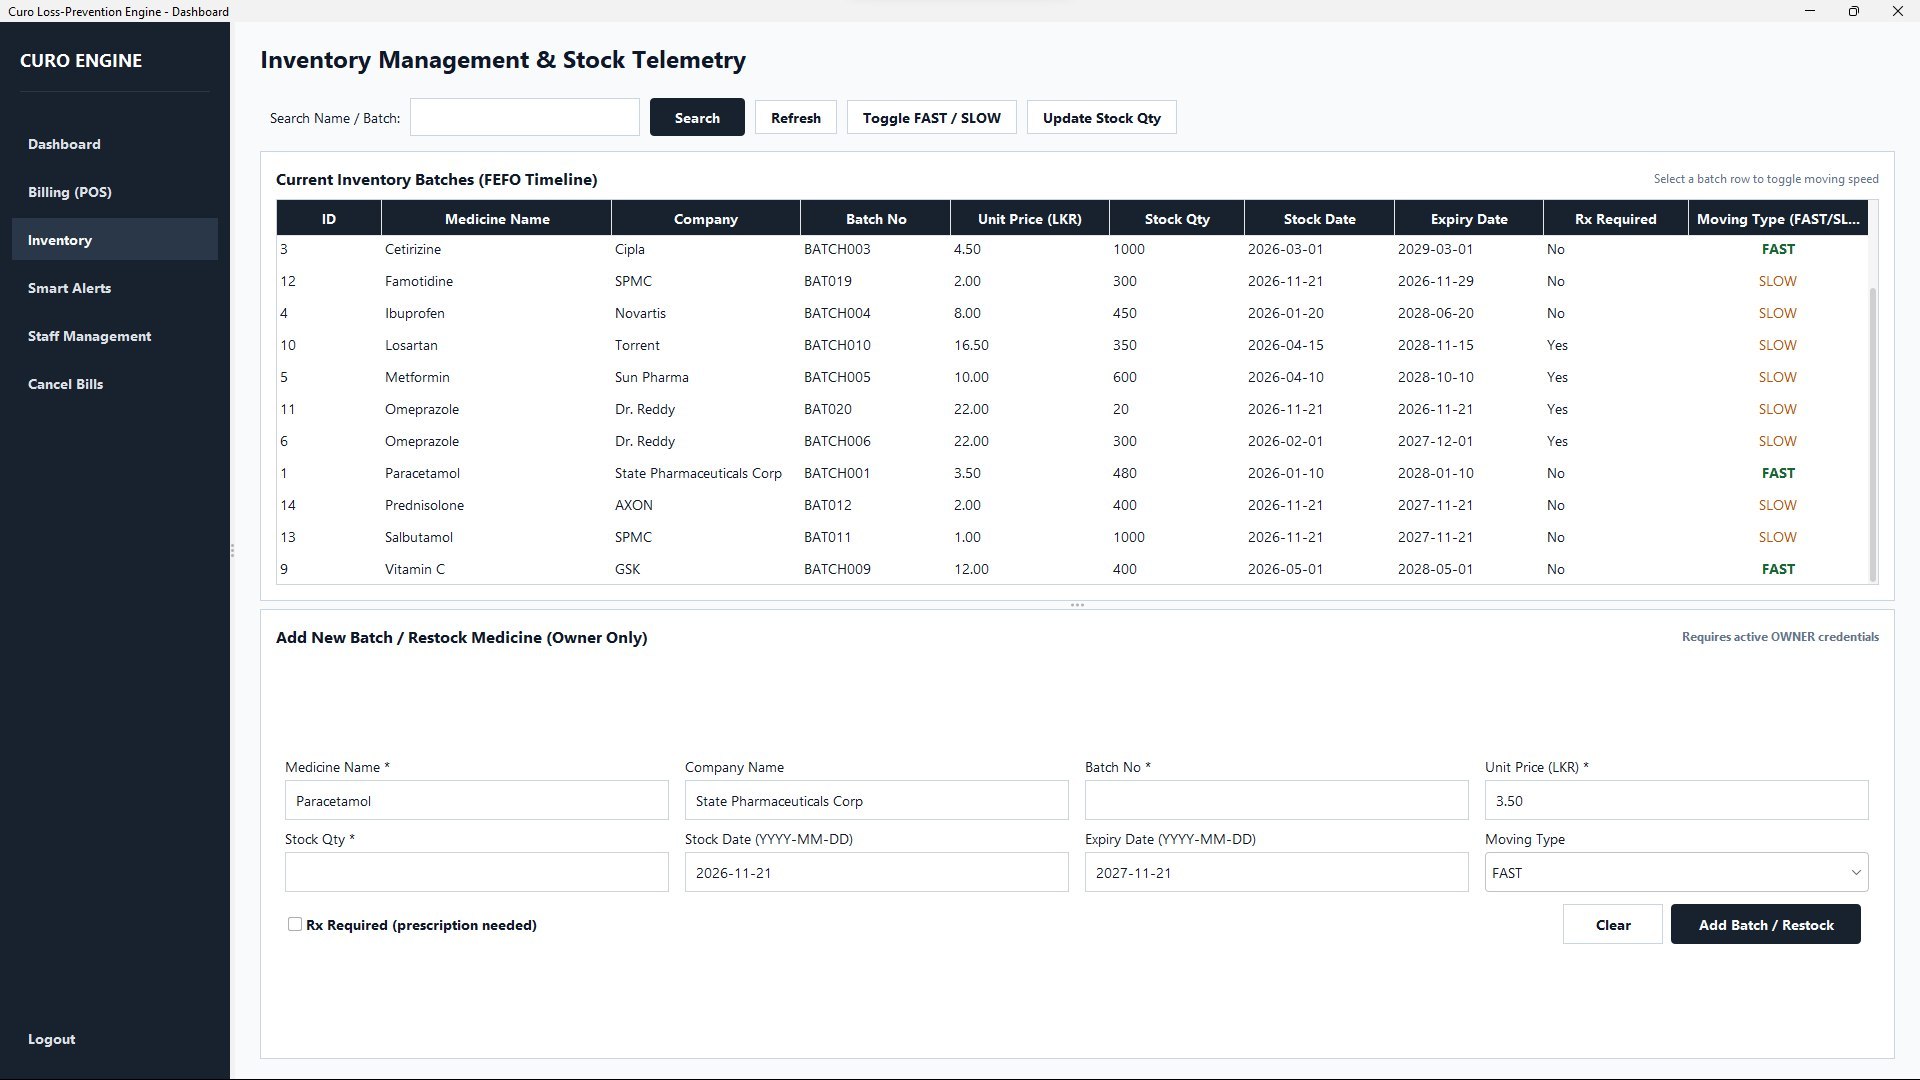 Curo Loss-Prevention Engine - Dashboard
CURO ENGINE
Dashboard
Billing (POS)
Inventory
Smart Alerts
Staff Management
Cancel Bills
Logout
Inventory Management & Stock Telemetry
Search Name / Batch: Search Refresh Toggle FAST / SLOW Update Stock Qty
Current Inventory Batches (FEFO Timeline) Select a batch row to toggle moving speed
ID Medicine Name Company Batch No Unit Price (LKR) Stock Qty Stock Date Expiry Date Rx Required Moving Type (FAST/SL...
3 Cetirizine Cipla BATCH003 4.50 1000 2026-03-01 2029-03-01 No FAST
12 Famotidine SPMC BAT019 2.00 300 2026-11-21 2026-11-29 No SLOW
4 Ibuprofen Novartis BATCH004 8.00 450 2026-01-20 2028-06-20 No SLOW
10 Losartan Torrent BATCH010 16.50 350 2026-04-15 2028-11-15 Yes SLOW
5 Metformin Sun Pharma BATCH005 10.00 600 2026-04-10 2028-10-10 Yes SLOW
11 Omeprazole Dr. Reddy BAT020 22.00 20 2026-11-21 2026-11-21 Yes SLOW
6 Omeprazole Dr. Reddy BATCH006 22.00 300 2026-02-01 2027-12-01 Yes SLOW
1 Paracetamol State Pharmaceuticals Corp BATCH001 3.50 480 2026-01-10 2028-01-10 No FAST
14 Prednisolone AXON BAT012 2.00 400 2026-11-21 2027-11-21 No SLOW
13 Salbutamol SPMC BAT011 1.00 1000 2026-11-21 2027-11-21 No SLOW
9 Vitamin C GSK BATCH009 12.00 400 2026-05-01 2028-05-01 No FAST
Add New Batch / Restock Medicine (Owner Only) Requires active OWNER credentials
Medicine Name * Company Name Batch No * Unit Price (LKR) *
Paracetamol State Pharmaceuticals Corp 3.50
Stock Qty * Stock Date (YYYY-MM-DD) Expiry Date (YYYY-MM-DD) Moving Type
2026-11-21 2027-11-21 FAST
Rx Required (prescription needed) Clear Add Batch / Restock